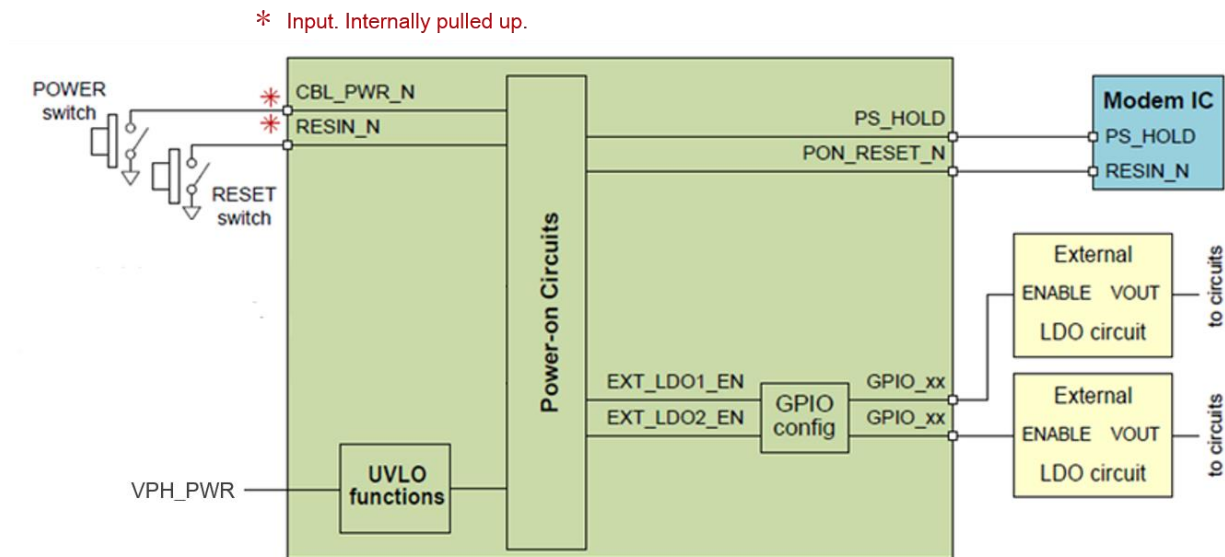 * Input. Internally pulled up.
POWER
switch
* CBL_PWR_N
* RESIN_N
RESET
switch
Power-on Circuits
PS_HOLD
PON_RESET_N
Modem IC
PS_HOLD
RESIN_N
External
ENABLE VOUT
LDO circuit
to circuits
EXT_LDO1_EN
EXT_LDO2_EN
GPIO
config
GPIO_xx
GPIO_xx
External
ENABLE VOUT
LDO circuit
to circuits
VPH_PWR
UVLO
functions